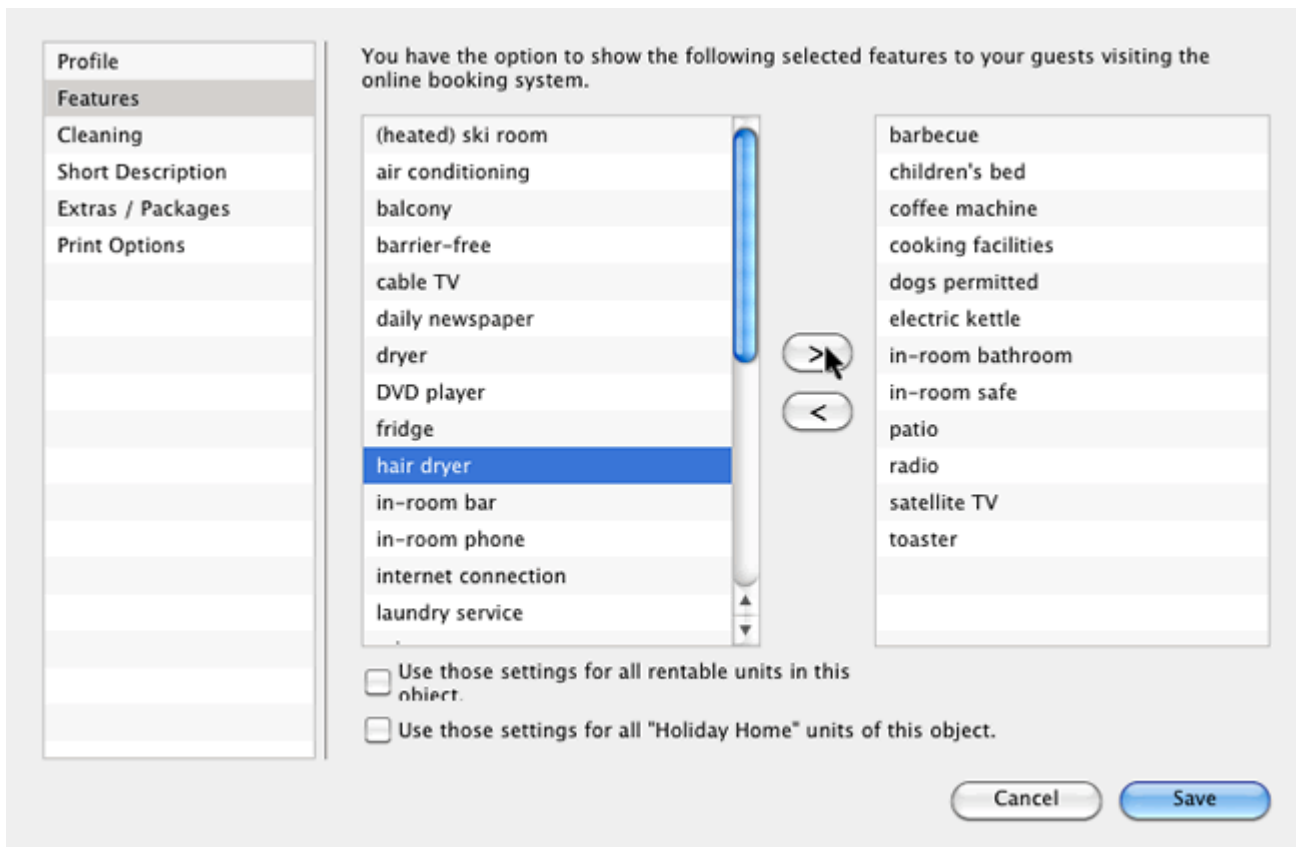 Profile
Features
Cleaning
Short Description
Extras / Packages
Print Options
You have the option to show the following selected features to your guests visiting the
online booking system.
(heated) ski room
air conditioning
balcony
barrier-free
cable TV
daily newspaper
dryer
DVD player
fridge
hair dryer
in-room bar
in-room phone
internet connection
laundry service
>
<
barbecue
children's bed
coffee machine
cooking facilities
dogs permitted
electric kettle
in-room bathroom
in-room safe
patio
radio
satellite TV
toaster
Use those settings for all rentable units in this
object.
Use those settings for all "Holiday Home" units of this object.
Cancel
Save